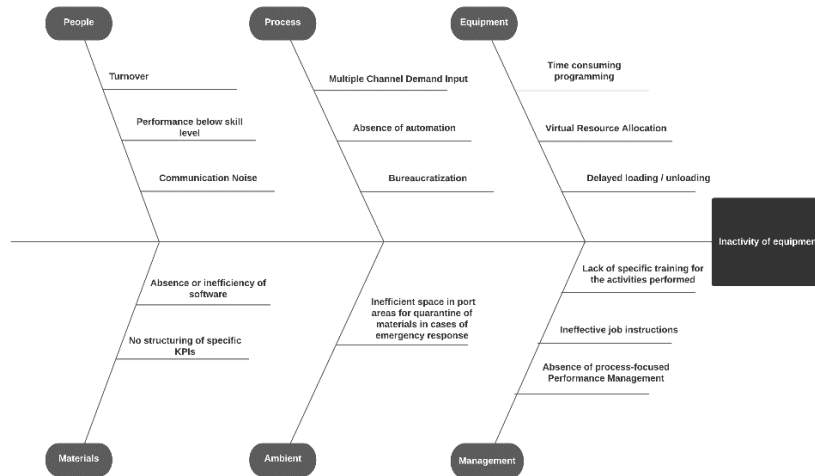 People
Process
Equipment
Turnover
Performance below skill
level
Communication Noise
Multiple Channel Demand Input
Absence of automation
Bureaucratization
Time consuming
programming
Virtual Resource Allocation
Delayed loading / unloading
Inactivity of equipmen
Absence or inefficiency of
software
No structuring of specific
KPIs
Inefficient space in port
areas for quarantine of
materials in cases of
emergency response
Lack of specific training for
the activities performed
Ineffective job instructions
Absence of process-focused
Performance Management
Materials
Ambient
Management